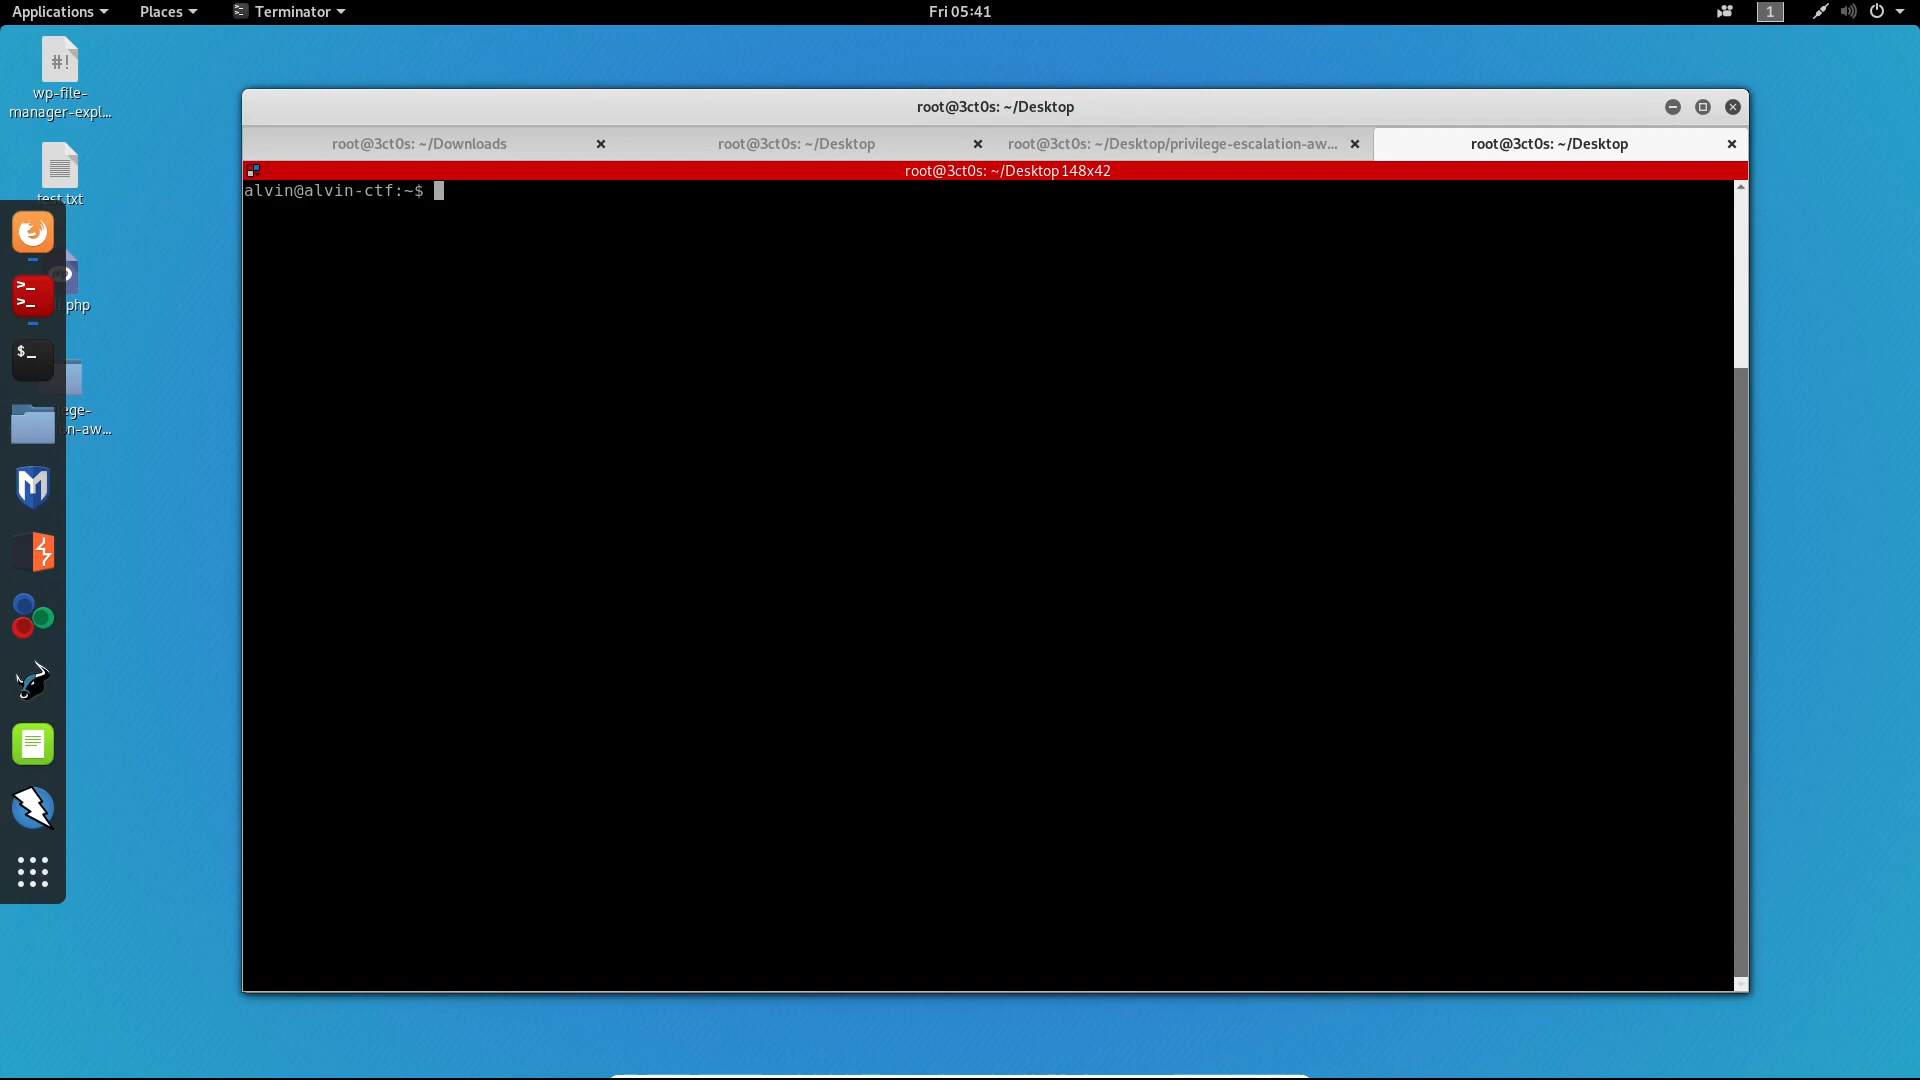 Applications Places Terminator Fri 05:41 1
#!
wp-file-
manager-expl...
test.txt
php
lege-
on-aw...
root@3ct0s: ~/Desktop
root@3ct0s: ~/Downloads root@3ct0s: ~/Desktop root@3ct0s: ~/Desktop/privilege-escalation-aw... root@3ct0s: ~/Desktop
root@3ct0s: ~/Desktop 148x42
alvin@alvin-ctf:~$
>_
>_
$_